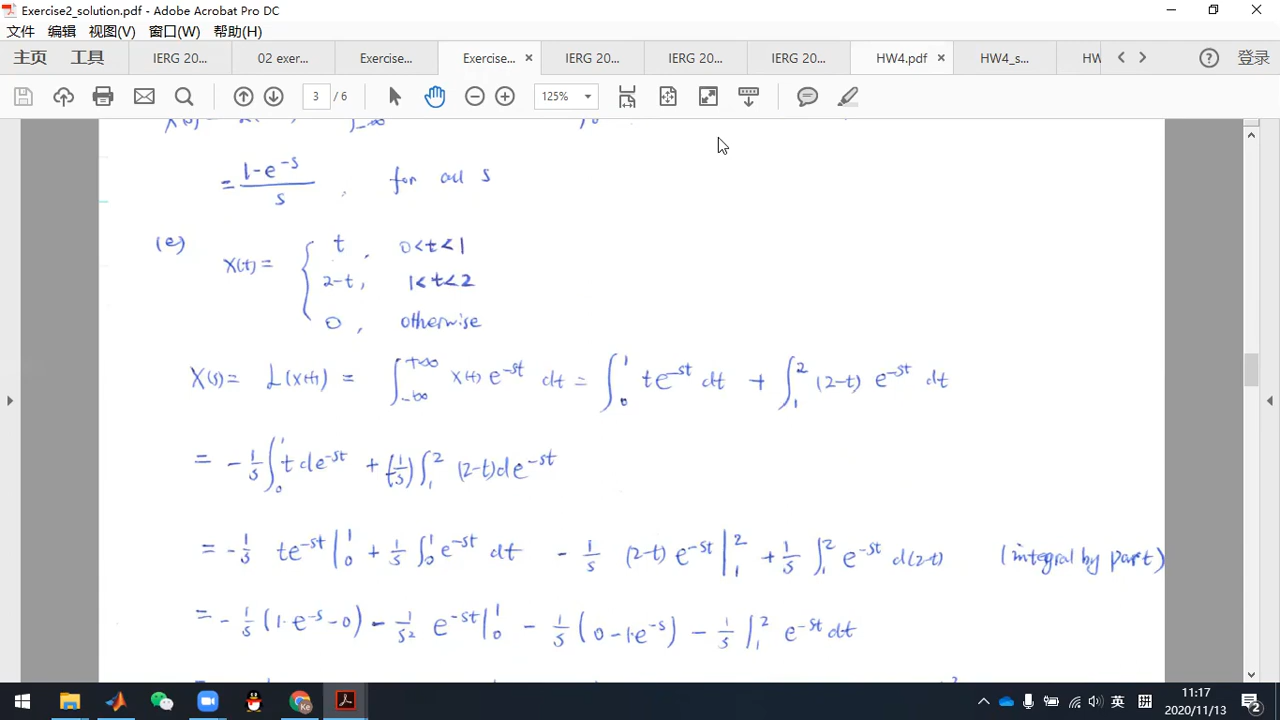 Exercise2_solution.pdf - Adobe Acrobat Pro DC
文件 编辑 视图(V) 窗口(W) 帮助(H)
主页 工具 IERG 20... 02 exer... Exercise... Exercise... × IERG 20... IERG 20... IERG 20... HW4.pdf × HW4_s... HW 登录
3 / 6 125%
= (1-e^{-s})/s , for all s
(e) X(t) = { t , 0<t<1
2-t, 1<t<2
0 , otherwise
X(s) = L(x(t)) = ∫_{-∞}^{+∞} x(t) e^{-st} dt = ∫_0^1 te^{-st} dt + ∫_1^2 (2-t) e^{-st} dt
= -1/s ∫_0^1 t de^{-st} + (-1/s) ∫_1^2 (2-t)de^{-st}
= -1/s te^{-st} |_0^1 + 1/s ∫_0^1 e^{-st} dt - 1/s (2-t) e^{-st} |_1^2 + 1/s ∫_1^2 e^{-st} d(2-t) (integral by part)
= -1/s (1·e^{-s}-0) - 1/s² e^{-st} |_0^1 - 1/s (0-1·e^{-s}) - 1/s ∫_1^2 e^{-st} dt
英 拼 11:17
2020/11/13 2